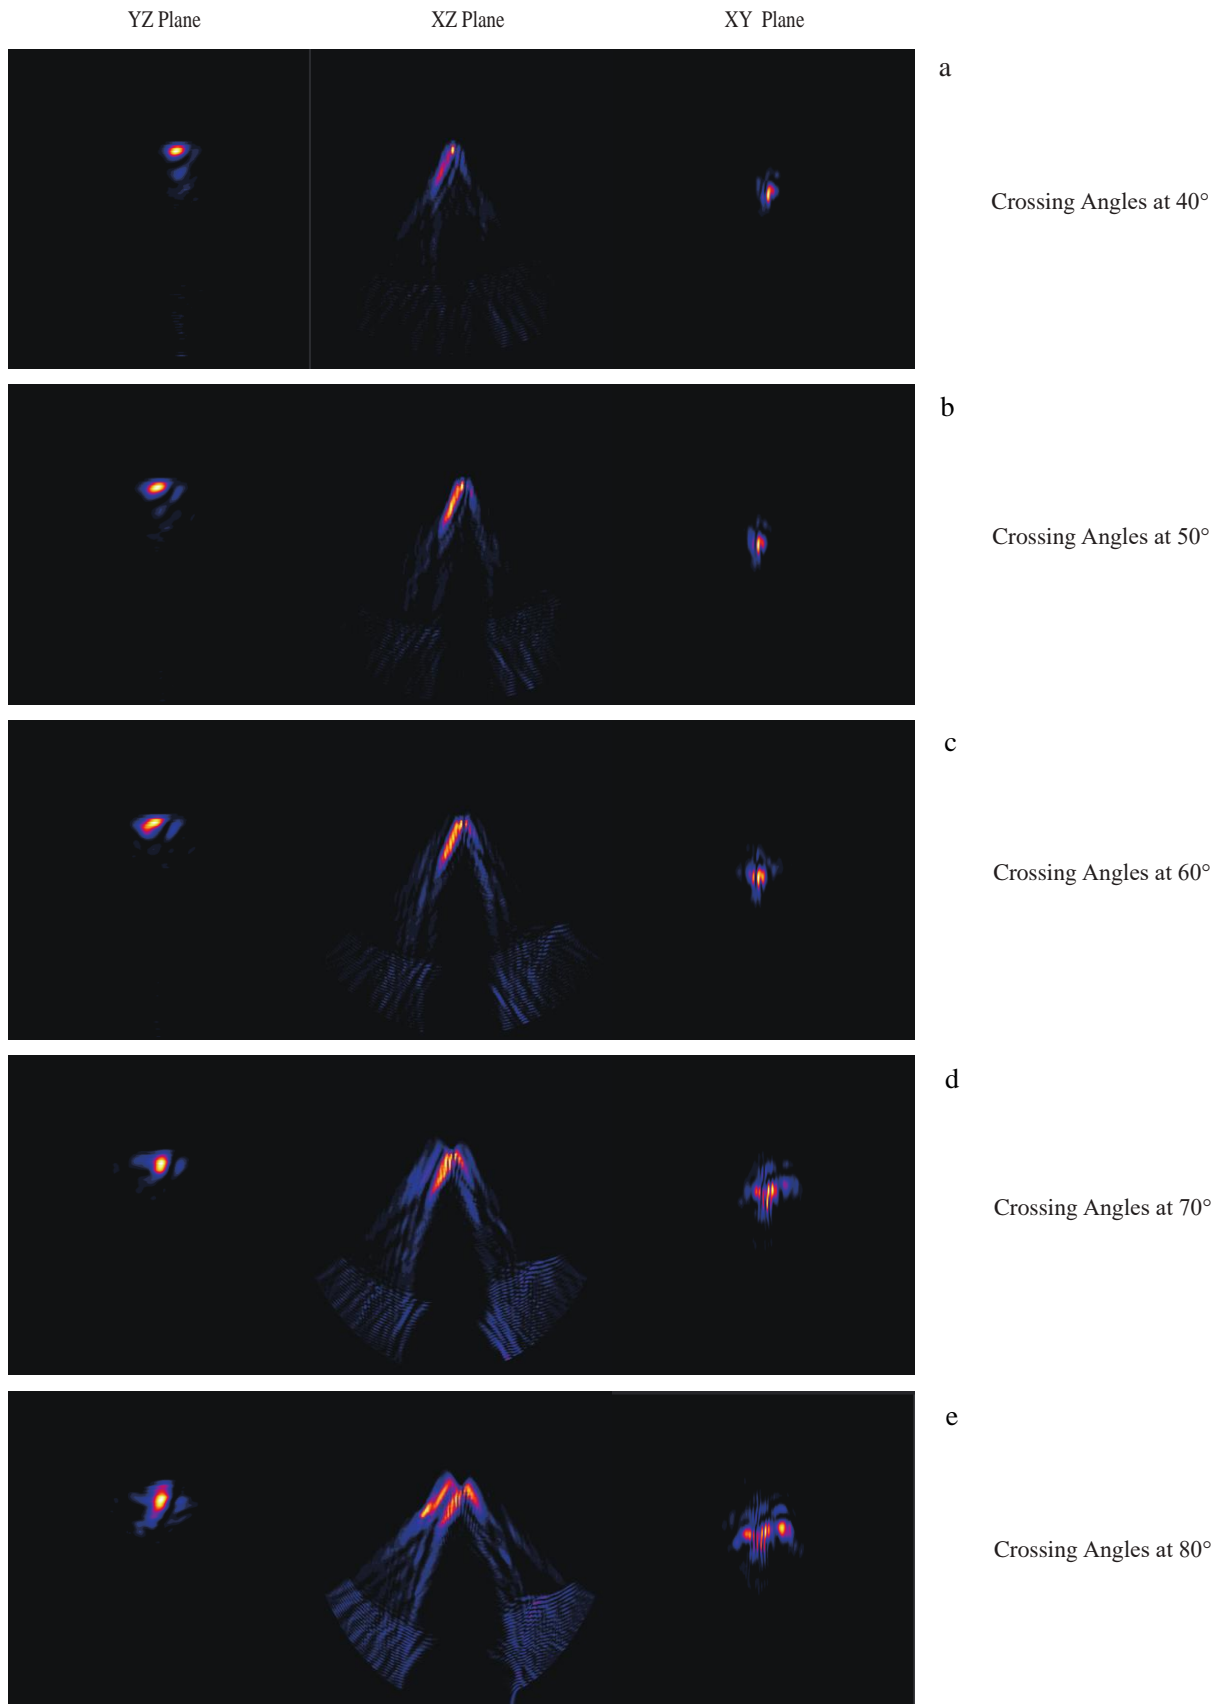 YZ Plane XZ Plane XY Plane
a
Crossing Angles at 40°
b
Crossing Angles at 50°
c
Crossing Angles at 60°
d
Crossing Angles at 70°
e
Crossing Angles at 80°